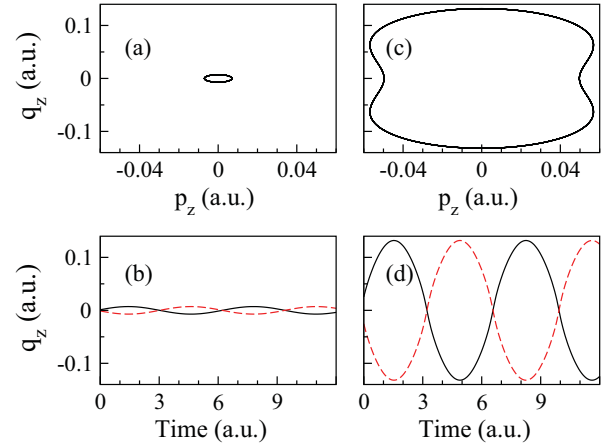 (a)
0.1
0
-0.1
q_z (a.u.)
-0.04 0 0.04
p_z (a.u.)
(c)
-0.04 0 0.04
p_z (a.u.)
(b)
0.1
0
-0.1
q_z (a.u.)
0 3 6 9
Time (a.u.)
(d)
0 3 6 9
Time (a.u.)